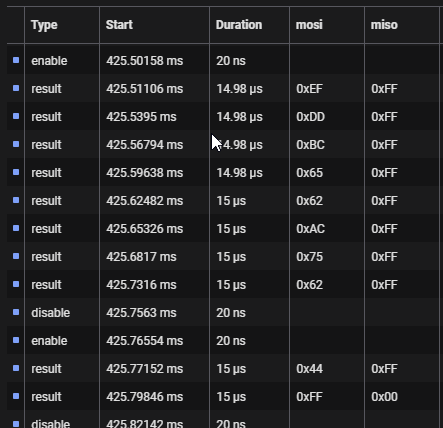 Type Start Duration mosi miso
enable 425.50158 ms 20 ns
result 425.51106 ms 14.98 µs 0xEF 0xFF
result 425.5395 ms 14.98 µs 0xDD 0xFF
result 425.56794 ms 14.98 µs 0xBC 0xFF
result 425.59638 ms 14.98 µs 0x65 0xFF
result 425.62482 ms 15 µs 0x62 0xFF
result 425.65326 ms 15 µs 0xAC 0xFF
result 425.6817 ms 15 µs 0x75 0xFF
result 425.7316 ms 15 µs 0x62 0xFF
disable 425.7563 ms 20 ns
enable 425.76554 ms 20 ns
result 425.77152 ms 15 µs 0x44 0xFF
result 425.79846 ms 15 µs 0xFF 0x00
disable 425.82142 ms 20 ns